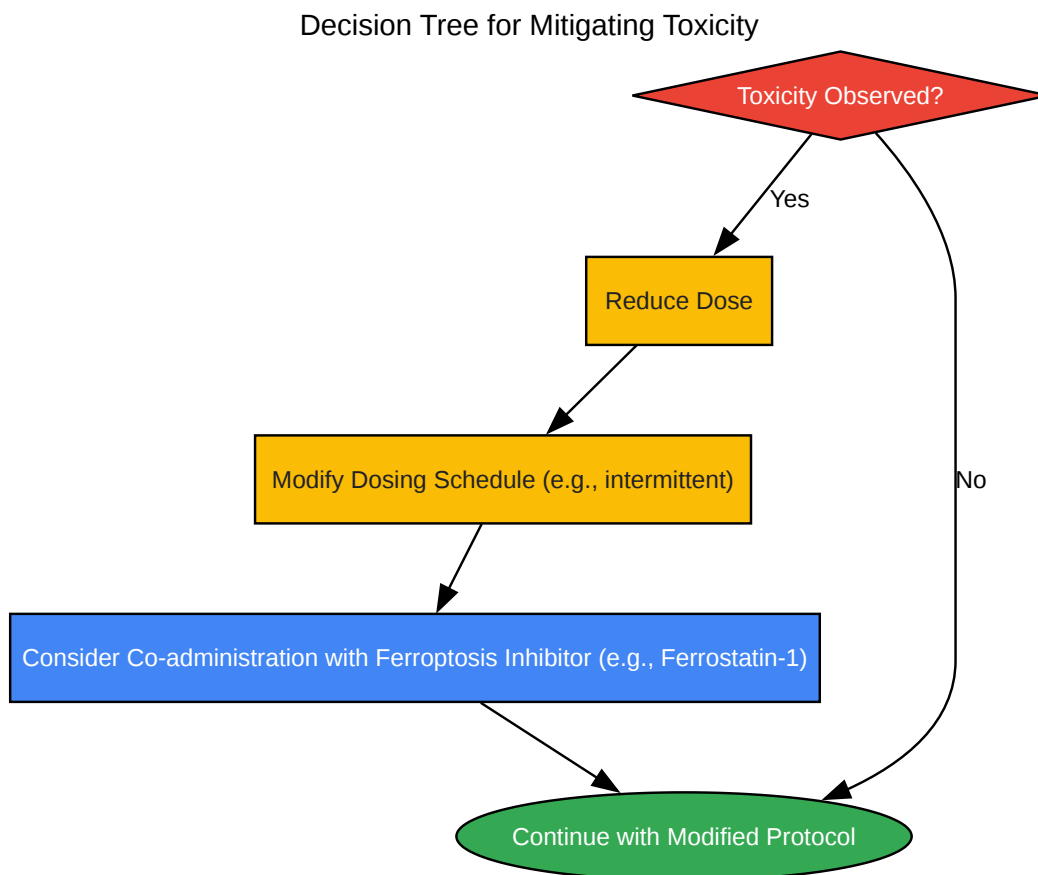 Decision Tree for Mitigating Toxicity
Toxicity Observed?
Yes
Reduce Dose
Modify Dosing Schedule (e.g., intermittent)
No
Consider Co-administration with Ferroptosis Inhibitor (e.g., Ferrostatin-1)
Continue with Modified Protocol